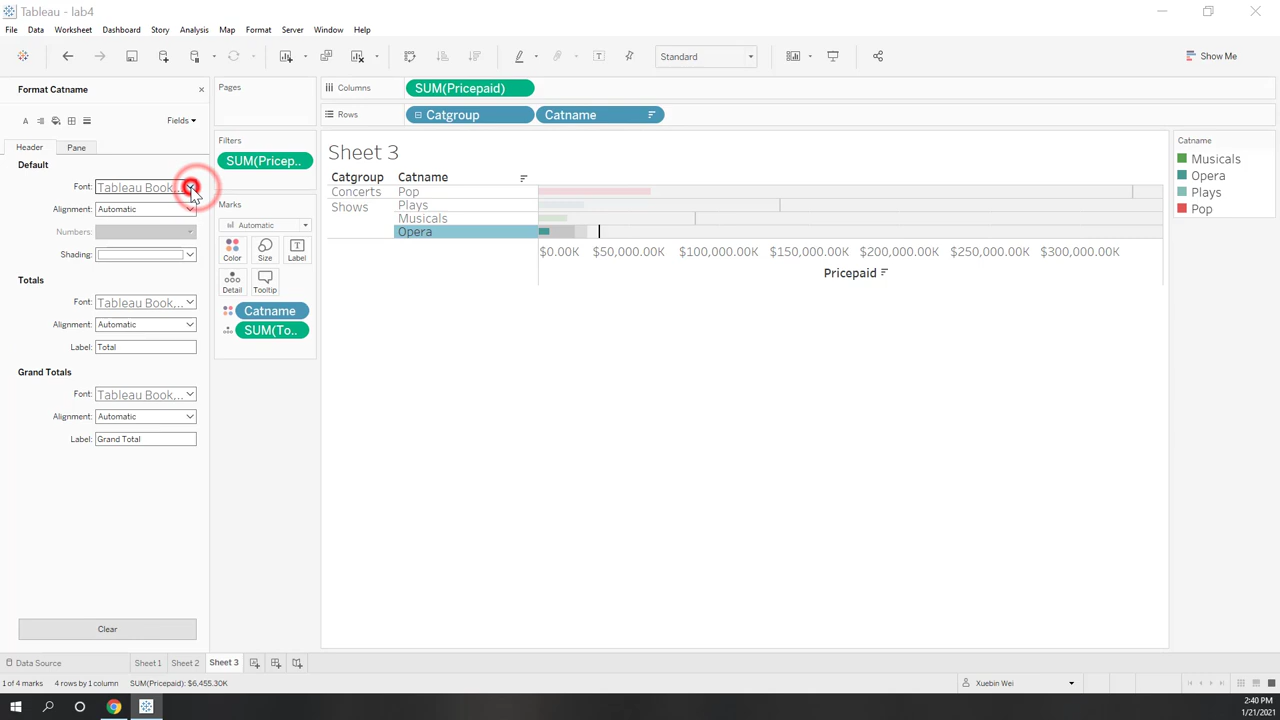 Tableau - lab4
File Data Worksheet Dashboard Story Analysis Map Format Server Window Help
Standard
Show Me
Format Catname
Fields
Header Pane
Default
Font: Tableau Book...
Alignment: Automatic
Numbers:
Shading:
Totals
Font: Tableau Book...
Alignment: Automatic
Label: Total
Grand Totals
Font: Tableau Book...
Alignment: Automatic
Label: Grand Total
Clear
Pages
Filters
SUM(Pricep..
Marks
Automatic
Color Size Label
Detail Tooltip
Catname
SUM(To..
Columns SUM(Pricepaid)
Rows Catgroup Catname
Sheet 3
Catgroup Catname
Concerts Pop
Shows Plays
Musicals
Opera
$0.00K $50,000.00K $100,000.00K $150,000.00K $200,000.00K $250,000.00K $300,000.00K
Pricepaid
Catname
Musicals
Opera
Plays
Pop
Data Source Sheet 1 Sheet 2 Sheet 3
1 of 4 marks 4 rows by 1 column SUM(Pricepaid): $6,455.30K Xuebin Wei
2:40 PM
1/21/2021